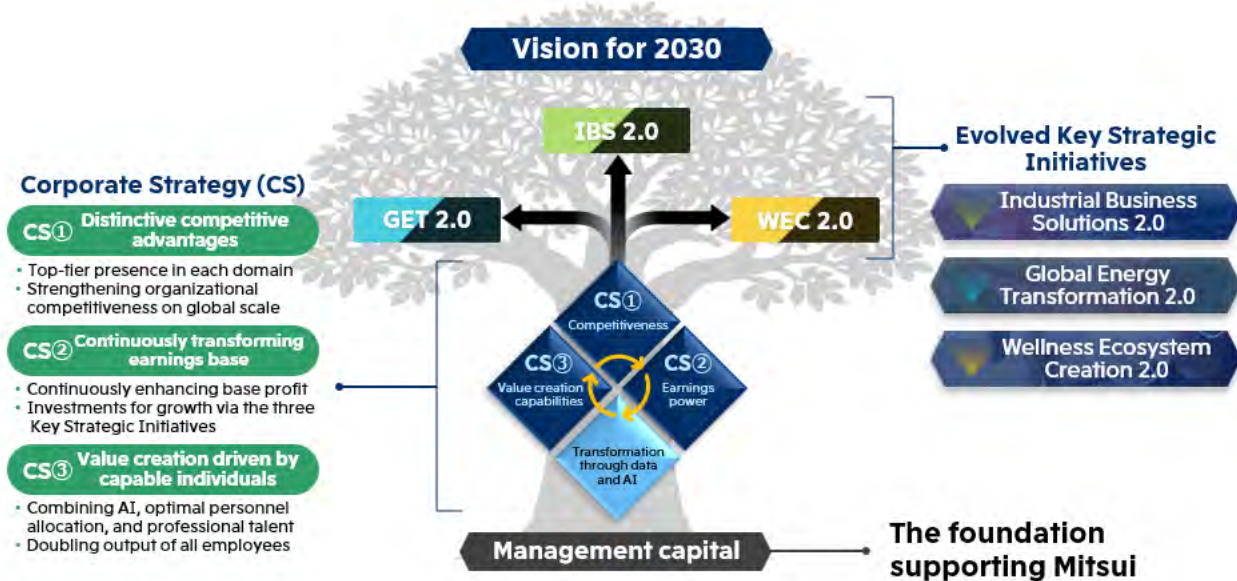 Vision for 2030
IBS 2.0
GET 2.0
WEC 2.0
Corporate Strategy (CS)
CS① Distinctive competitive
advantages
• Top-tier presence in each domain
• Strengthening organizational
competitiveness on global scale
CS② Continuously transforming
earnings base
• Continuously enhancing base profit
• Investments for growth via the three
Key Strategic Initiatives
CS③ Value creation driven by
capable individuals
• Combining AI, optimal personnel
allocation, and professional talent
• Doubling output of all employees
CS①
Competitiveness
CS③
Value creation
capabilities
CS②
Earnings
power
Transformation
through data
and AI
Evolved Key Strategic
Initiatives
Industrial Business
Solutions 2.0
Global Energy
Transformation 2.0
Wellness Ecosystem
Creation 2.0
Management capital
The foundation
supporting Mitsui